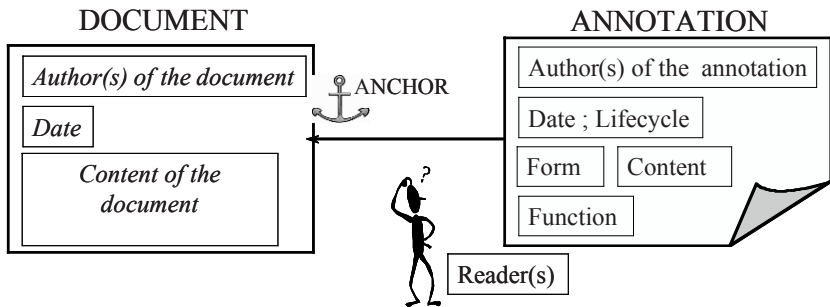 DOCUMENT
Author(s) of the document
Date
Content of the
document
ANCHOR
?
Reader(s)
ANNOTATION
Author(s) of the annotation
Date ; Lifecycle
Form
Content
Function